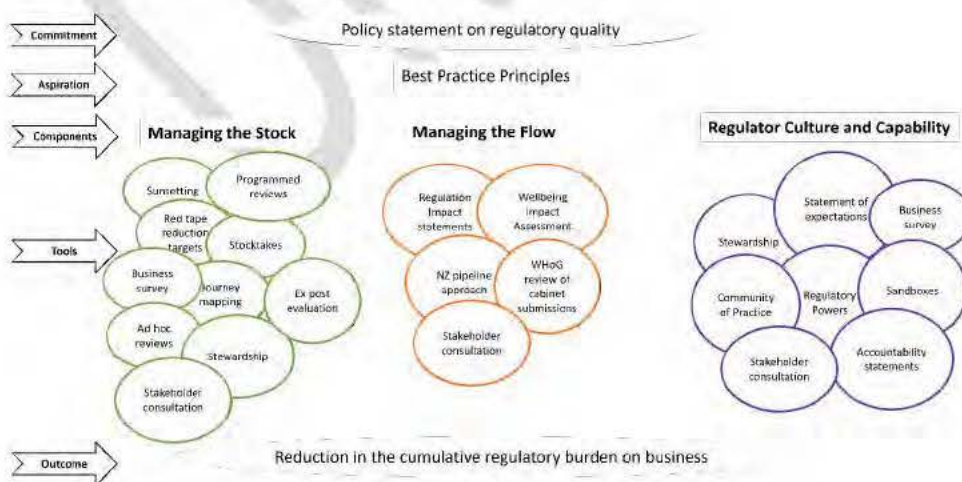 Commitment
Policy statement on regulatory quality
Aspiration
Best Practice Principles
Components
Managing the Stock
Managing the Flow
Regulator Culture and Capability
Tools
Sunsetting
Programmed
reviews
Red tape
reduction
targets
Stocktakes
Business
survey
Journey
mapping
Ex post
evaluation
Ad hoc
reviews
Stewardship
Stakeholder
consultation
Regulation
Impact
statements
Wellbeing
Impact
Assessment
NZ pipeline
approach
WHoG
review of
cabinet
submissions
Stakeholder
consultation
Statement of
expectations
Business
survey
Stewardship
Community
of Practice
Regulatory
Powers
Sandboxes
Stakeholder
consultation
Accountability
statements
Outcome
Reduction in the cumulative regulatory burden on business